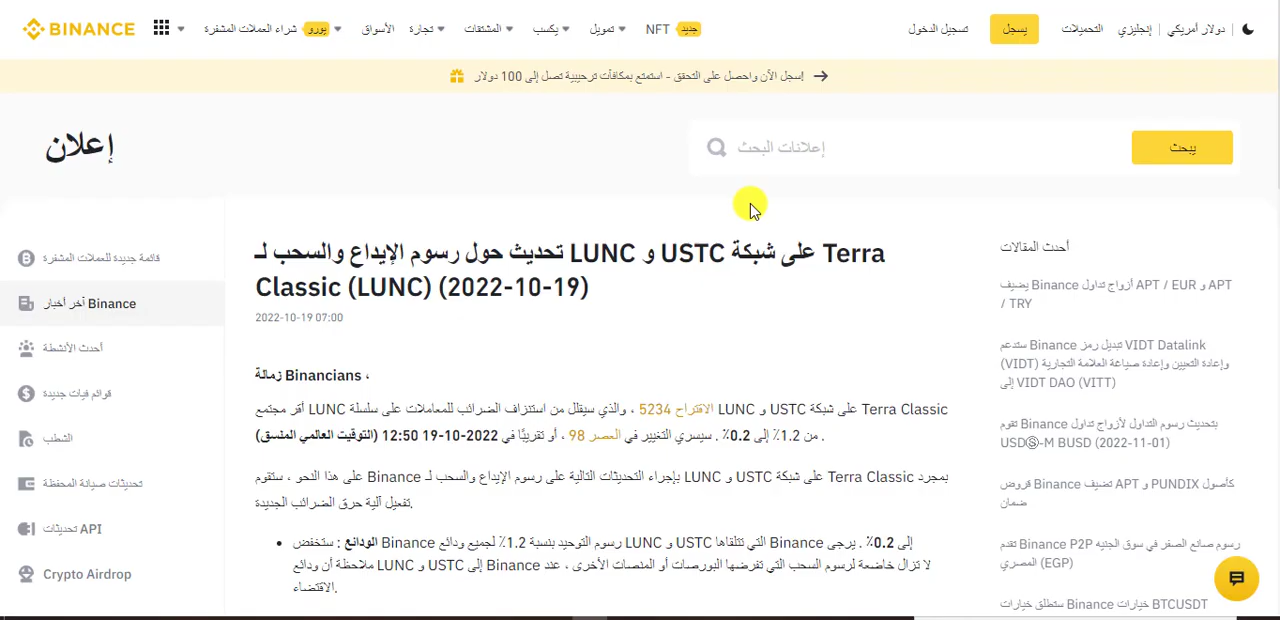 BINANCE
شراء العملات المشفرة يورو
الأسواق
تجارة
المشتقات
يكسب
تمويل
NFT جديد
تسجيل الدخول
يسجل
التحميلات
إنجليزي
دولار أمريكي
سجل الآن واحصل على التحقق - استمتع بمكافآت ترحيبية تصل إلى 100 دولار!
إعلان
إعلانات البحث
يبحث
قائمة جديدة للعملات المشفرة
آخر أخبار Binance
أحدث الأنشطة
قوائم فيات جديدة
الشطب
تحديثات صيانة المحفظة
تحديثات API
Crypto Airdrop
تحديث حول رسوم الإيداع والسحب لـ LUNC و USTC على شبكة Terra
Classic (LUNC) (2022-10-19)
2022-10-19 07:00
زمالة Binancians ،
أقر مجتمع LUNC و USTC على شبكة Terra Classic الاقتراح 5234 ، والذي سيقلل من استنزاف الضرائب للمعاملات على سلسلة LUNC
من 1.2٪ إلى 0.2٪ . سيسري التغيير في العصر 98 ، أو تقريبًا في 2022-10-19 12:50 (التوقيت العالمي المنسق) .
على هذا النحو ، ستقوم Binance بإجراء التحديثات التالية على رسوم الإيداع والسحب لـ LUNC و USTC على شبكة Terra Classic بمجرد
تفعيل آلية حرق الضرائب الجديدة.
• الودائع : ستخفض Binance رسوم التوحيد بنسبة 1.2٪ لجميع ودائع LUNC و USTC التي تتلقاها Binance إلى 0.2٪ . يرجى
ملاحظة أن ودائع LUNC و USTC إلى Binance لا تزال خاضعة لرسوم السحب التي تفرضها البورصات أو المنصات الأخرى ، عند
الاقتضاء.
أحدث المقالات
يضيف Binance أزواج تداول APT / EUR و APT
/ TRY
ستدعم Binance تبديل رمز VIDT Datalink
(VIDT) وإعادة التعيين وإعادة صياغة العلامة التجارية
إلى VIDT DAO (VITT)
تقوم Binance بتحديث رسوم التداول لأزواج تداول
USDⓈ-M BUSD (2022-11-01)
قروض Binance تضيف APT و PUNDIX كأصول
ضمان
تقدم Binance P2P رسوم صانع الصفر في سوق الجنيه
المصري (EGP)
ستطلق خيارات Binance خيارات BTCUSDT